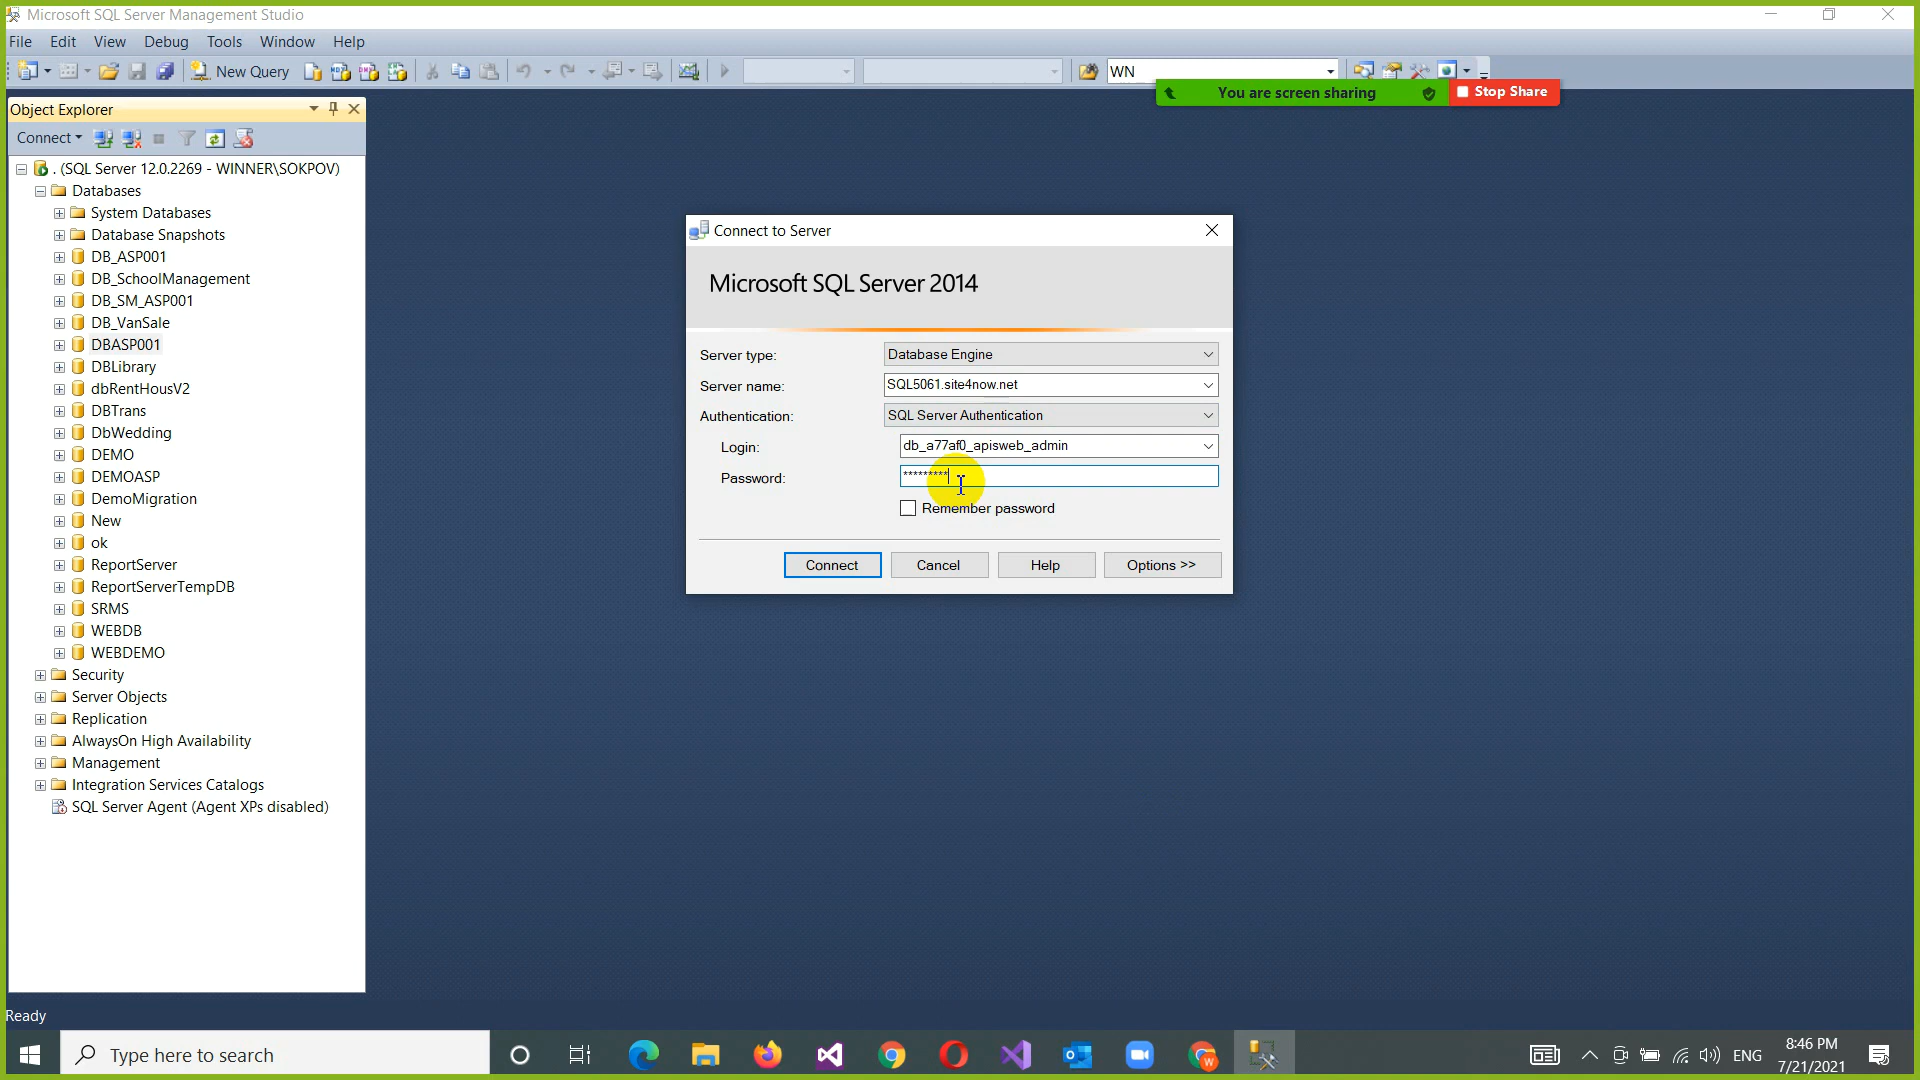 Microsoft SQL Server Management Studio
File Edit View Debug Tools Window Help
New Query
WN
You are screen sharing
Stop Share
Object Explorer
Connect
. (SQL Server 12.0.2269 - WINNER\SOKPOV)
Databases
System Databases
Database Snapshots
DB_ASP001
DB_SchoolManagement
DB_SM_ASP001
DB_VanSale
DBASP001
DBLibrary
dbRentHousV2
DBTrans
DbWedding
DEMO
DEMOASP
DemoMigration
New
ok
ReportServer
ReportServerTempDB
SRMS
WEBDB
WEBDEMO
Security
Server Objects
Replication
AlwaysOn High Availability
Management
Integration Services Catalogs
SQL Server Agent (Agent XPs disabled)
Connect to Server
Microsoft SQL Server 2014
Server type: Database Engine
Server name: SQL5061.site4now.net
Authentication: SQL Server Authentication
Login: db_a77af0_apisweb_admin
Password: *********
Remember password
Connect Cancel Help Options >>
Ready
Type here to search
ENG
8:46 PM
7/21/2021